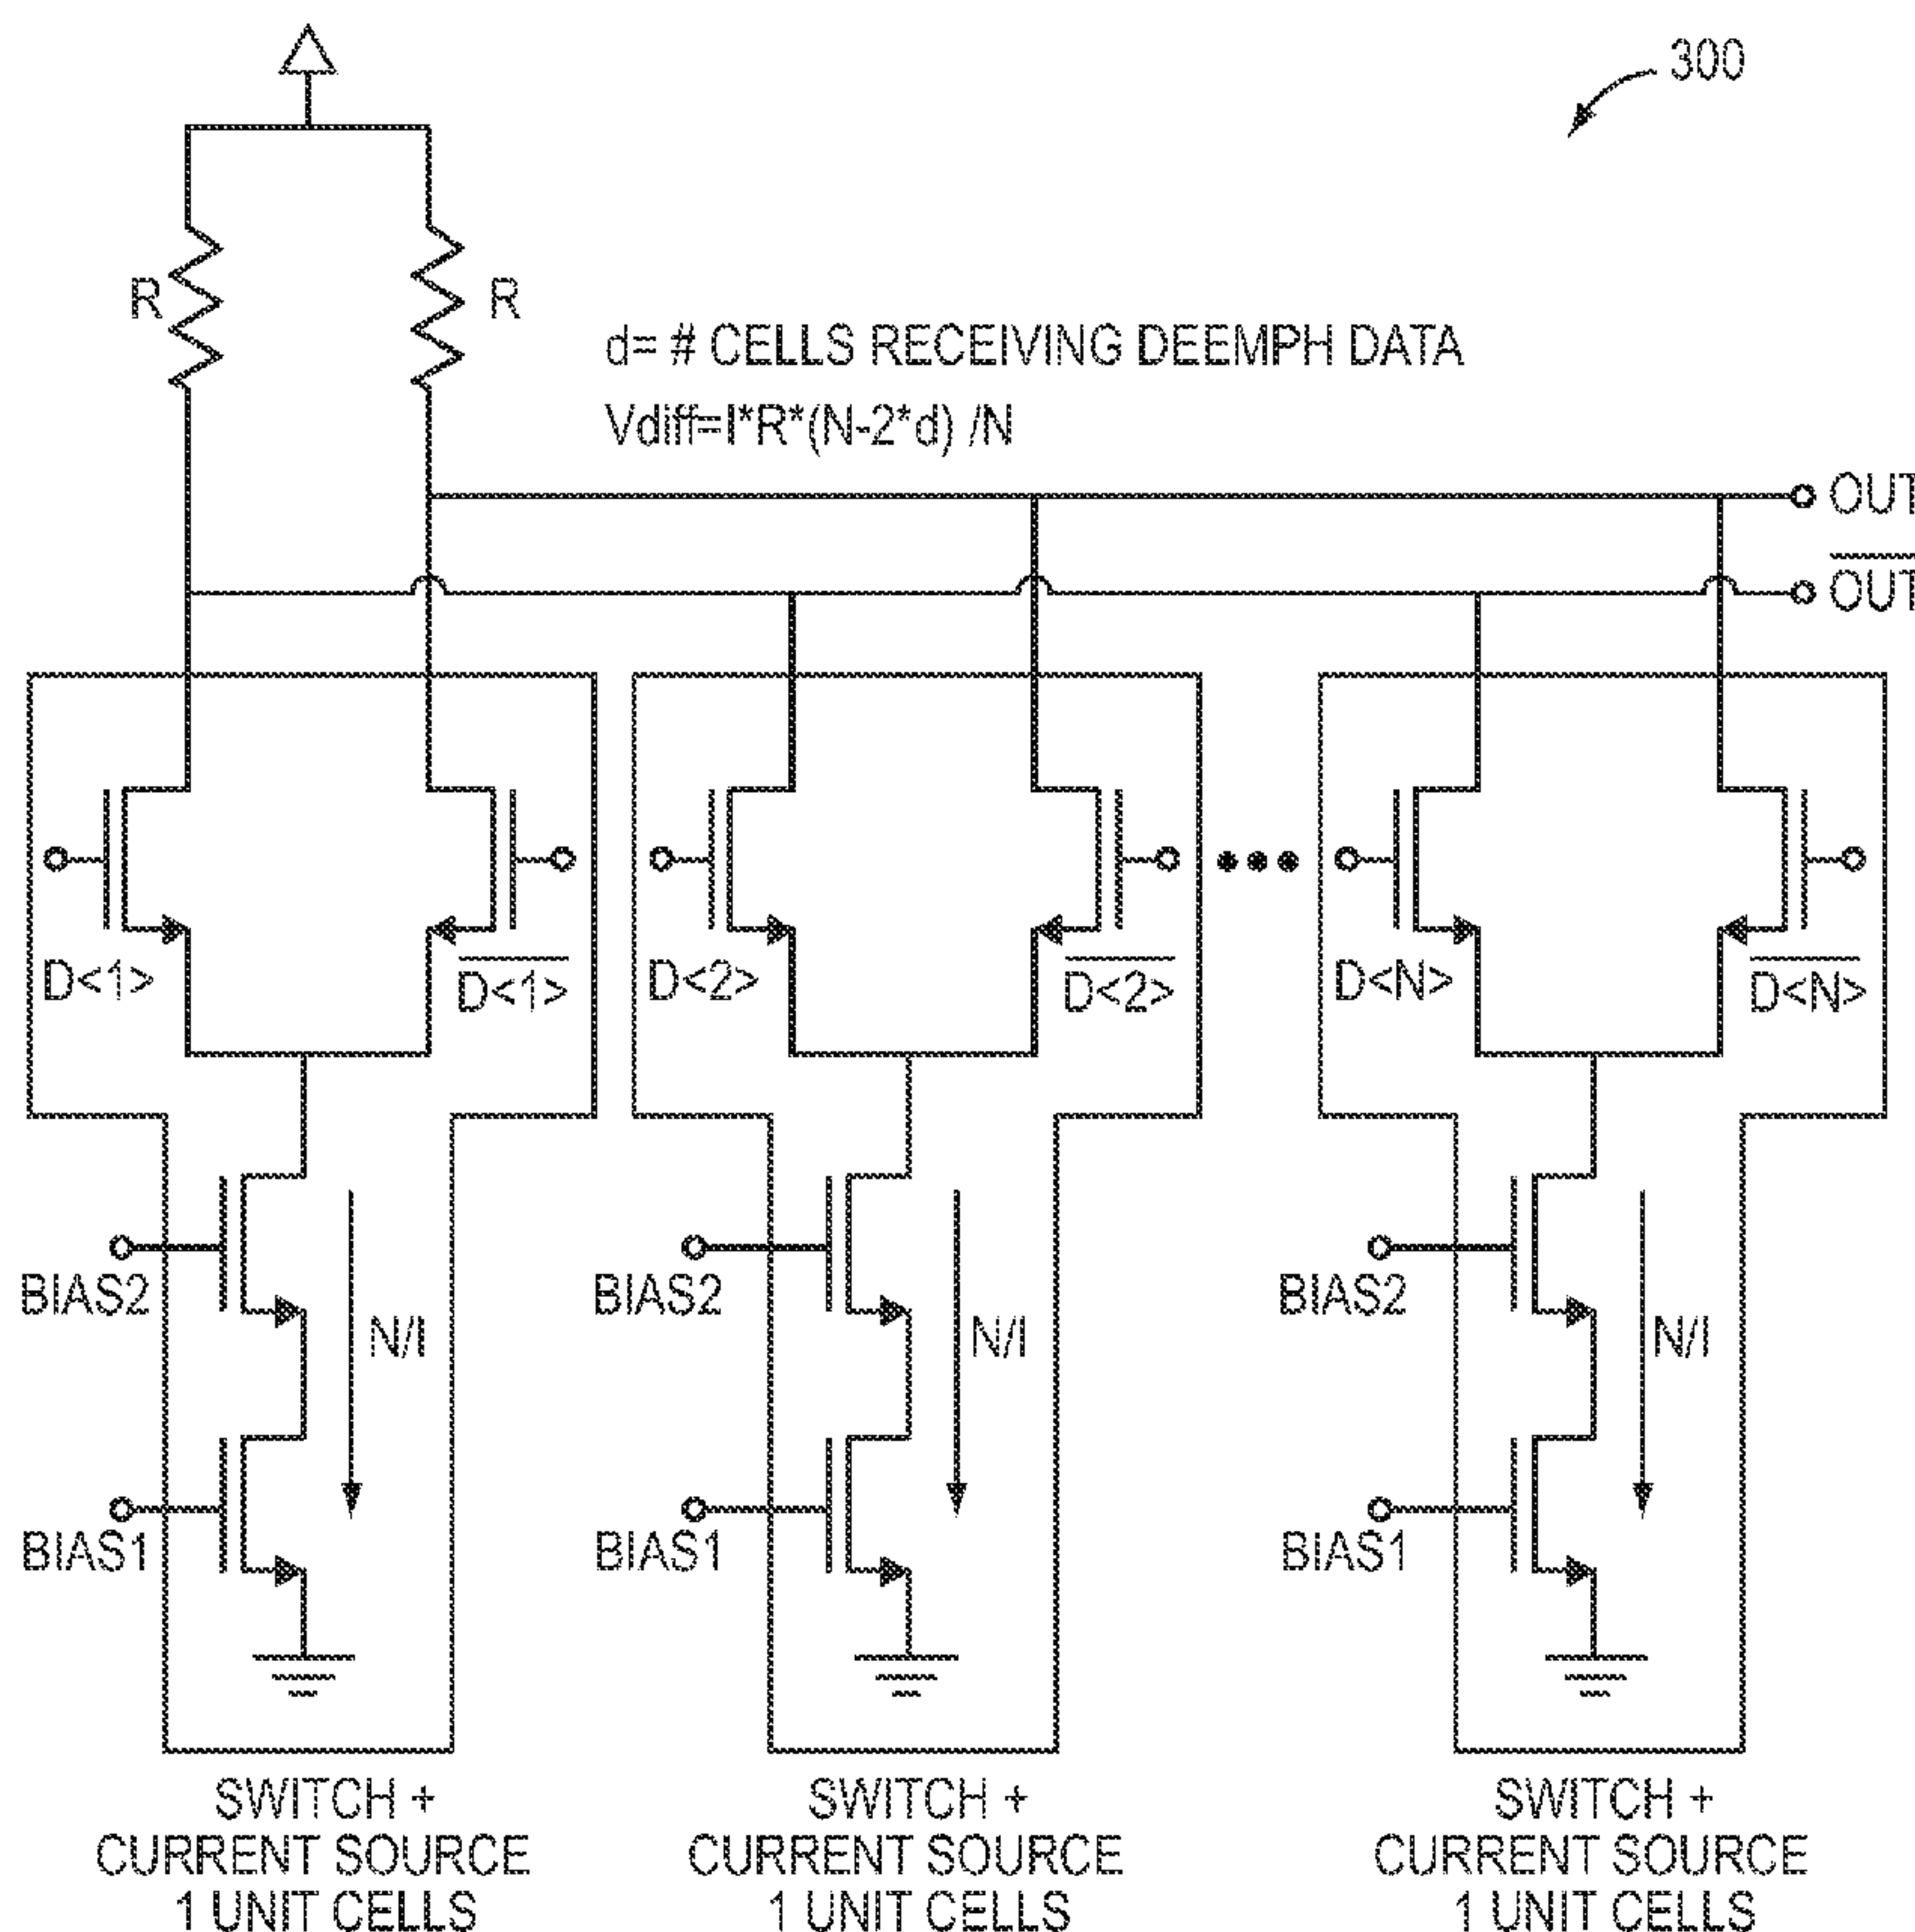 300
R
R
d= # CELLS RECEIVING DEEMPH DATA
Vdiff=I*R*(N-2*d) /N
OUT
OUT
D<1>
D<1>
D<2>
D<2>
D<N>
D<N>
BIAS2
N/I
BIAS2
N/I
BIAS2
N/I
BIAS1
BIAS1
BIAS1
SWITCH +
CURRENT SOURCE
1 UNIT CELLS
SWITCH +
CURRENT SOURCE
1 UNIT CELLS
SWITCH +
CURRENT SOURCE
1 UNIT CELLS